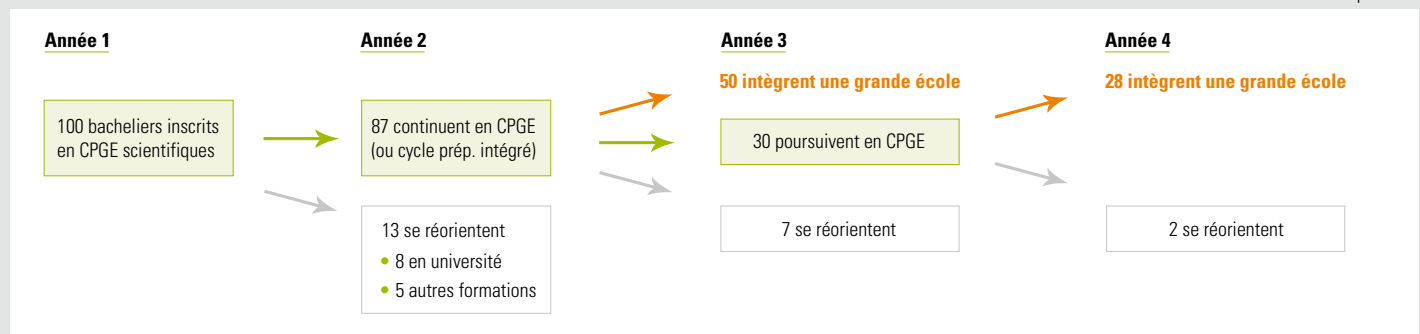 Année 1
Année 2
Année 3
Année 4
50 intègrent une grande école
28 intègrent une grande école
100 bacheliers inscrits
en CPGE scientifiques
87 continuent en CPGE
(ou cycle prép. intégré)
30 poursuivent en CPGE
13 se réorientent
• 8 en université
• 5 autres formations
7 se réorientent
2 se réorientent